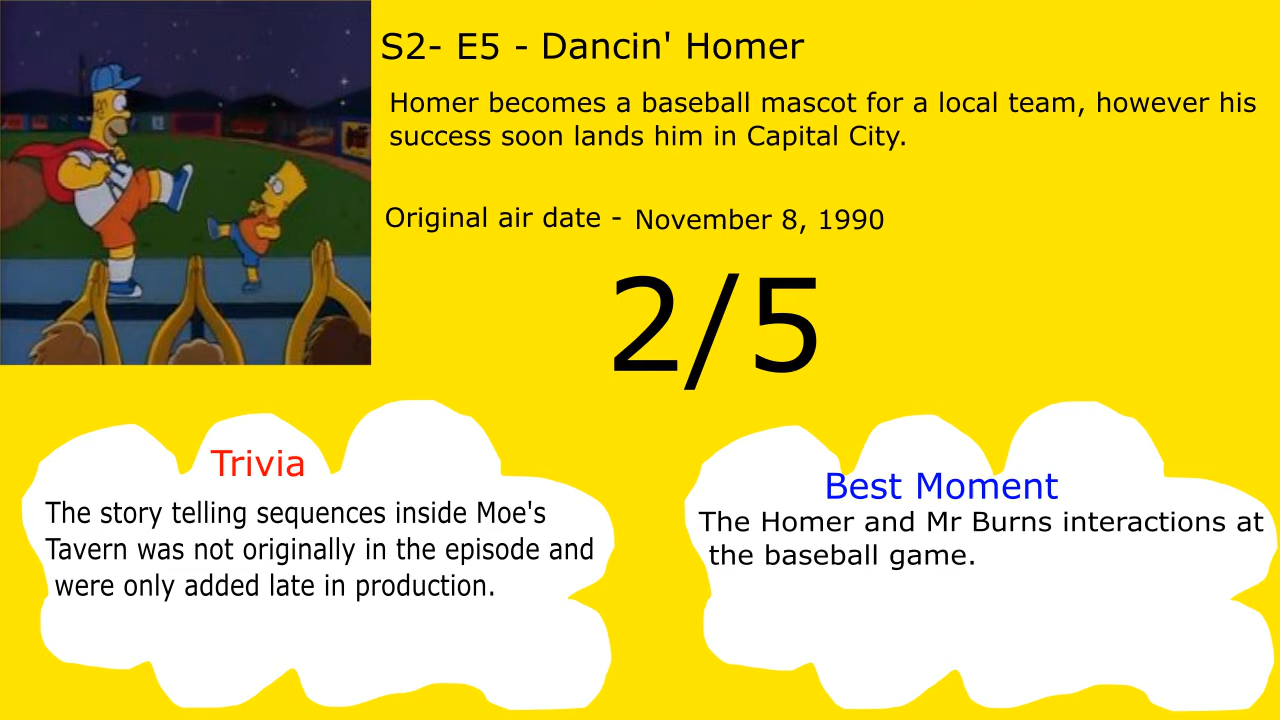 S2- E5 - Dancin' Homer
Homer becomes a baseball mascot for a local team, however his
success soon lands him in Capital City.
Original air date - November 8, 1990
2/5
Trivia
The story telling sequences inside Moe's
Tavern was not originally in the episode and
were only added late in production.
Best Moment
The Homer and Mr Burns interactions at
the baseball game.